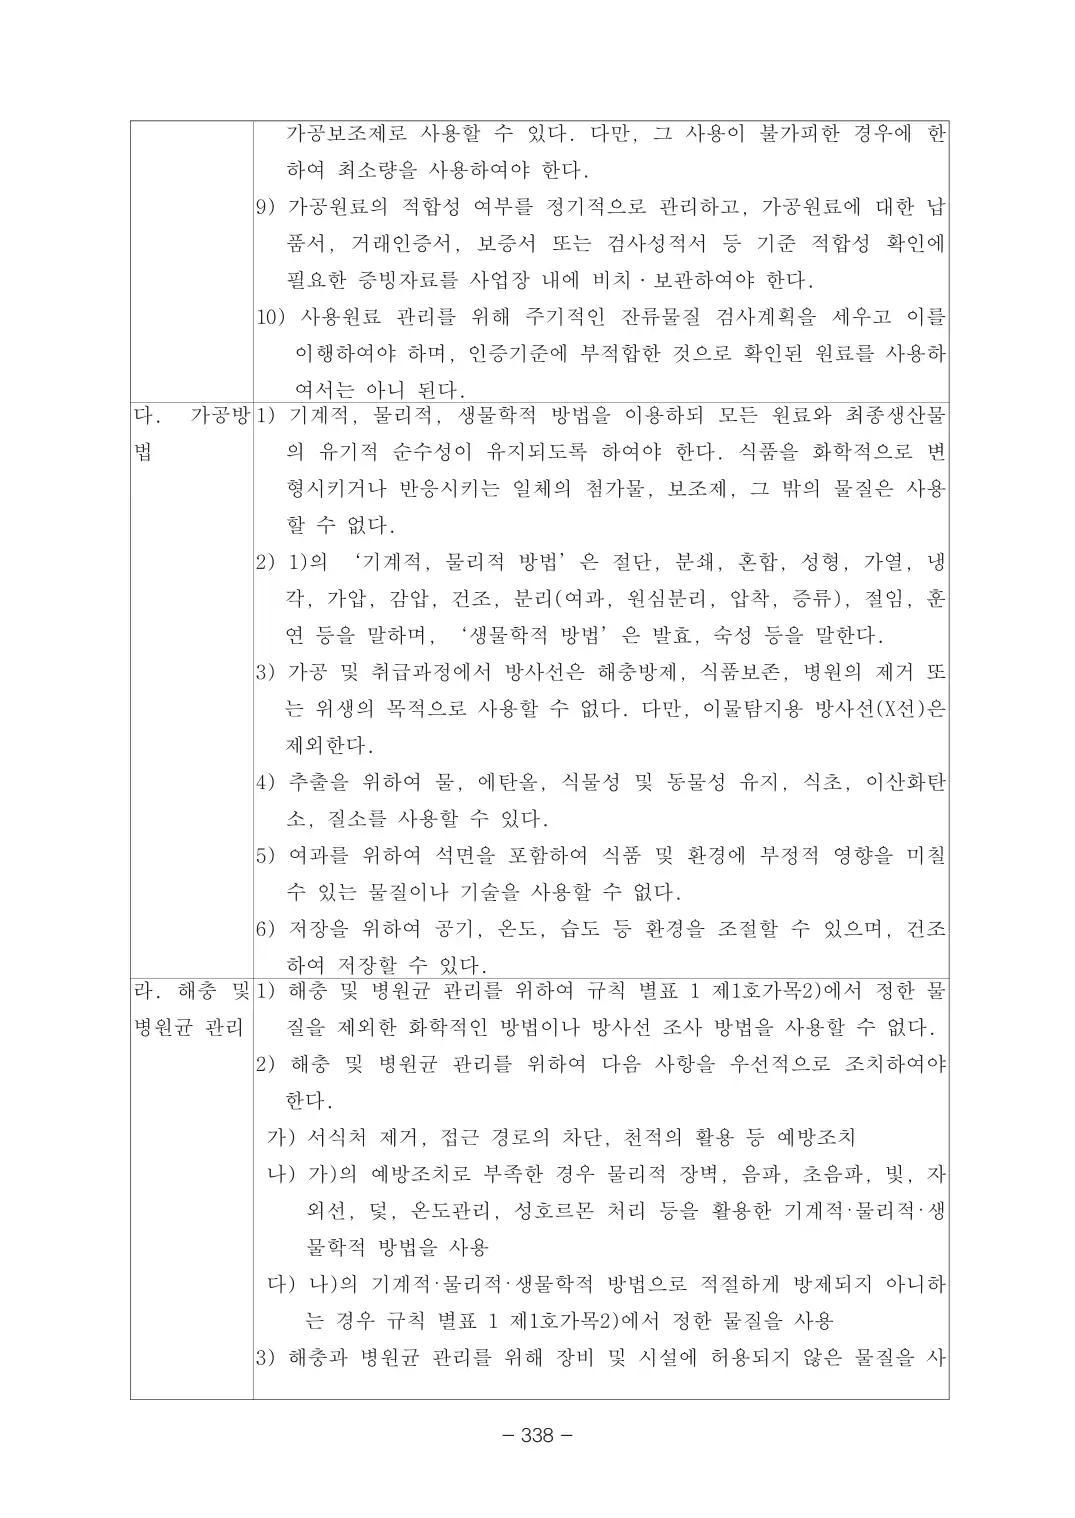 가공보조제로 사용할 수 있다. 다만, 그 사용이 불가피한 경우에 한
하여 최소량을 사용하여야 한다.
9) 가공원료의 적합성 여부를 정기적으로 관리하고, 가공원료에 대한 납
품서, 거래인증서, 보증서 또는 검사성적서 등 기준 적합성 확인에
필요한 증빙자료를 사업장 내에 비치·보관하여야 한다.
10) 사용원료 관리를 위해 주기적인 잔류물질 검사계획을 세우고 이를
이행하여야 하며, 인증기준에 부적합한 것으로 확인된 원료를 사용하
여서는 아니 된다.
다. 가공방 1) 기계적, 물리적, 생물학적 방법을 이용하되 모든 원료와 최종생산물
법 의 유기적 순수성이 유지되도록 하여야 한다. 식품을 화학적으로 변
형시키거나 반응시키는 일체의 첨가물, 보조제, 그 밖의 물질은 사용
할 수 없다.
2) 1)의 ‘기계적, 물리적 방법’은 절단, 분쇄, 혼합, 성형, 가열, 냉
각, 가압, 감압, 건조, 분리(여과, 원심분리, 압착, 증류), 절임, 훈
연 등을 말하며, ‘생물학적 방법’은 발효, 숙성 등을 말한다.
3) 가공 및 취급과정에서 방사선은 해충방제, 식품보존, 병원의 제거 또
는 위생의 목적으로 사용할 수 없다. 다만, 이물탐지용 방사선(X선)은
제외한다.
4) 추출을 위하여 물, 에탄올, 식물성 및 동물성 유지, 식초, 이산화탄
소, 질소를 사용할 수 있다.
5) 여과를 위하여 석면을 포함하여 식품 및 환경에 부정적 영향을 미칠
수 있는 물질이나 기술을 사용할 수 없다.
6) 저장을 위하여 공기, 온도, 습도 등 환경을 조절할 수 있으며, 건조
하여 저장할 수 있다.
라. 해충 및 1) 해충 및 병원균 관리를 위하여 규칙 별표 1 제1호가목2)에서 정한 물
병원균 관리 질을 제외한 화학적인 방법이나 방사선 조사 방법을 사용할 수 없다.
2) 해충 및 병원균 관리를 위하여 다음 사항을 우선적으로 조치하여야
한다.
가) 서식처 제거, 접근 경로의 차단, 천적의 활용 등 예방조치
나) 가)의 예방조치로 부족한 경우 물리적 장벽, 음파, 초음파, 빛, 자
외선, 덫, 온도관리, 성호르몬 처리 등을 활용한 기계적·물리적·생
물학적 방법을 사용
다) 나)의 기계적·물리적·생물학적 방법으로 적절하게 방제되지 아니하
는 경우 규칙 별표 1 제1호가목2)에서 정한 물질을 사용
3) 해충과 병원균 관리를 위해 장비 및 시설에 허용되지 않은 물질을 사
- 338 -